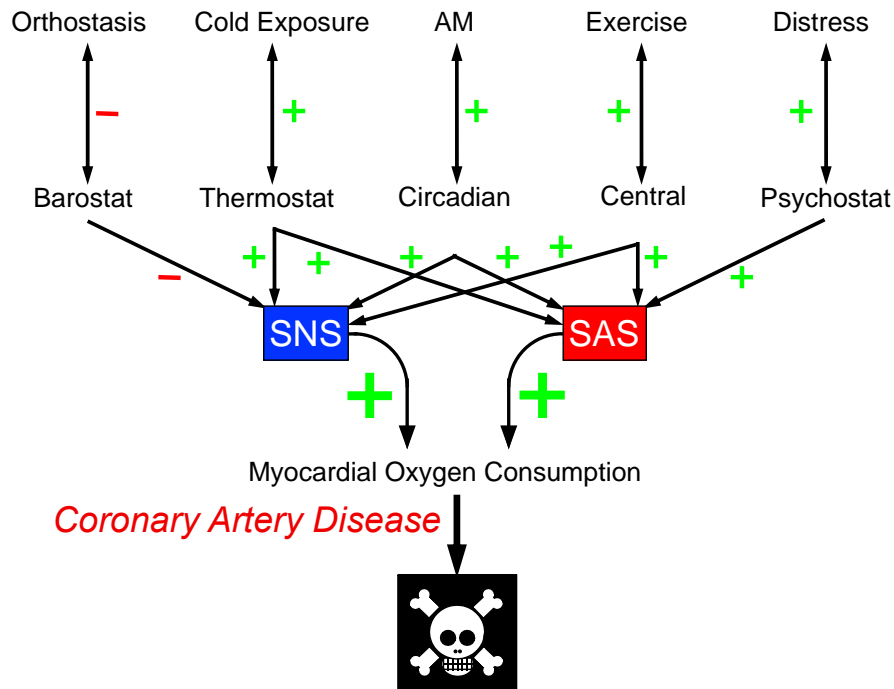 Orthostasis Cold Exposure AM Exercise Distress
− + + + +
Barostat Thermostat Circadian Central Psychostat
− + + + + + + +
SNS SAS
+ +
Myocardial Oxygen Consumption
Coronary Artery Disease